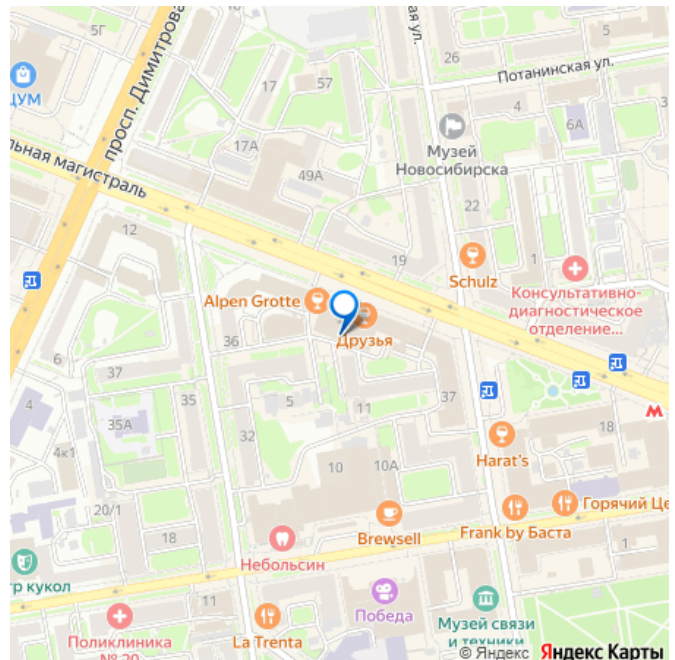 5Г
5
ЦУМ
просп. Димитрова
17
57
26
Потанинская ул.
4
3
6А
17А
49А
Музей
Новосибирска
льная магистраль
ая ул.
22
12
19
1
Schulz
Alpen Grotte
Консультативно-
диагностическое
отделение...
Друзья
36
6
37
35
37
4
35А
5
11
32
18
4к1
10
10А
Harat's
20/1
18
Brewsell
Frank by Баста
Горячий Це
Небольсин
1
тр кукол
11
Победа
Поликлиника
№ 20
La Trenta
Музей связи
и техники
© Яндекс Яндекс Карты